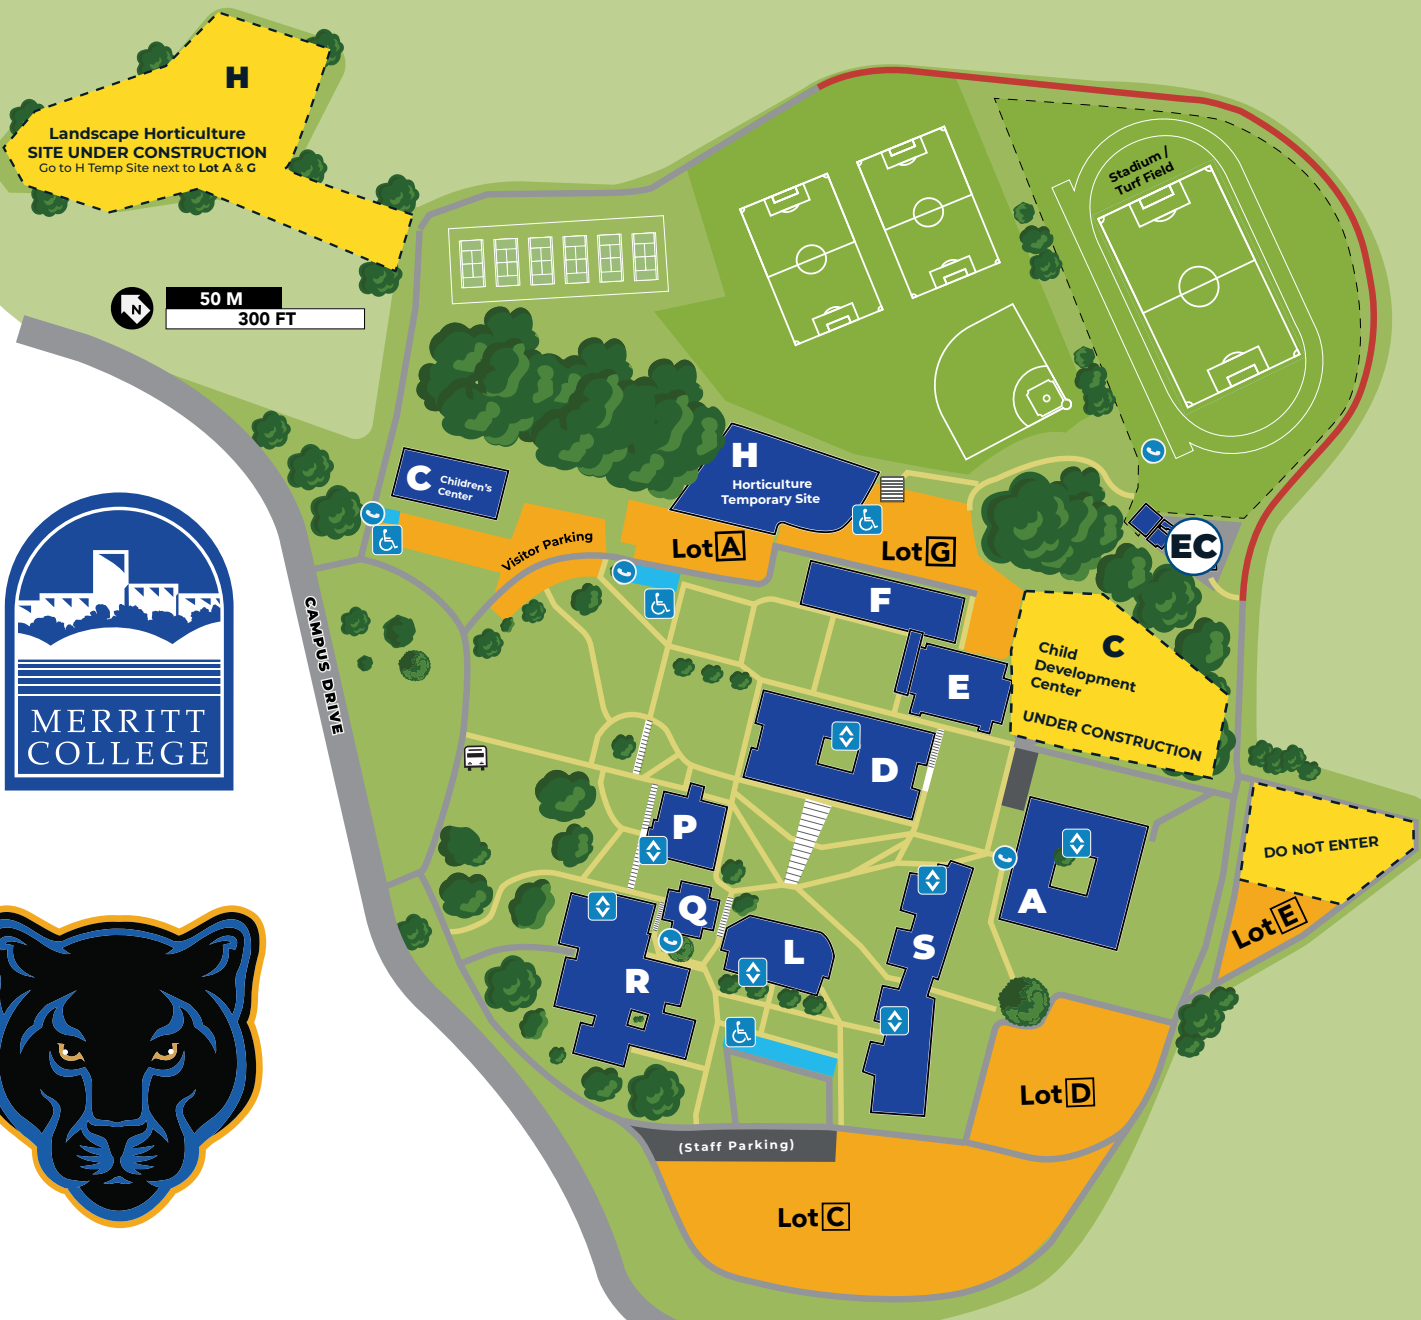 H
Landscape Horticulture
SITE UNDER CONSTRUCTION
Go to H Temp Site next to Lot A & G
N
50 M
300 FT
Stadium /
Turf Field
C Children's
Center
H
Horticulture
Temporary Site
Visitor Parking
Lot A
Lot G
EC
F
E
C
Child
Development
Center
UNDER CONSTRUCTION
CAMPUS DRIVE
MERRITT
COLLEGE
D
P
DO NOT ENTER
Lot E
A
Q
L
S
R
Lot D
(Staff Parking)
Lot C